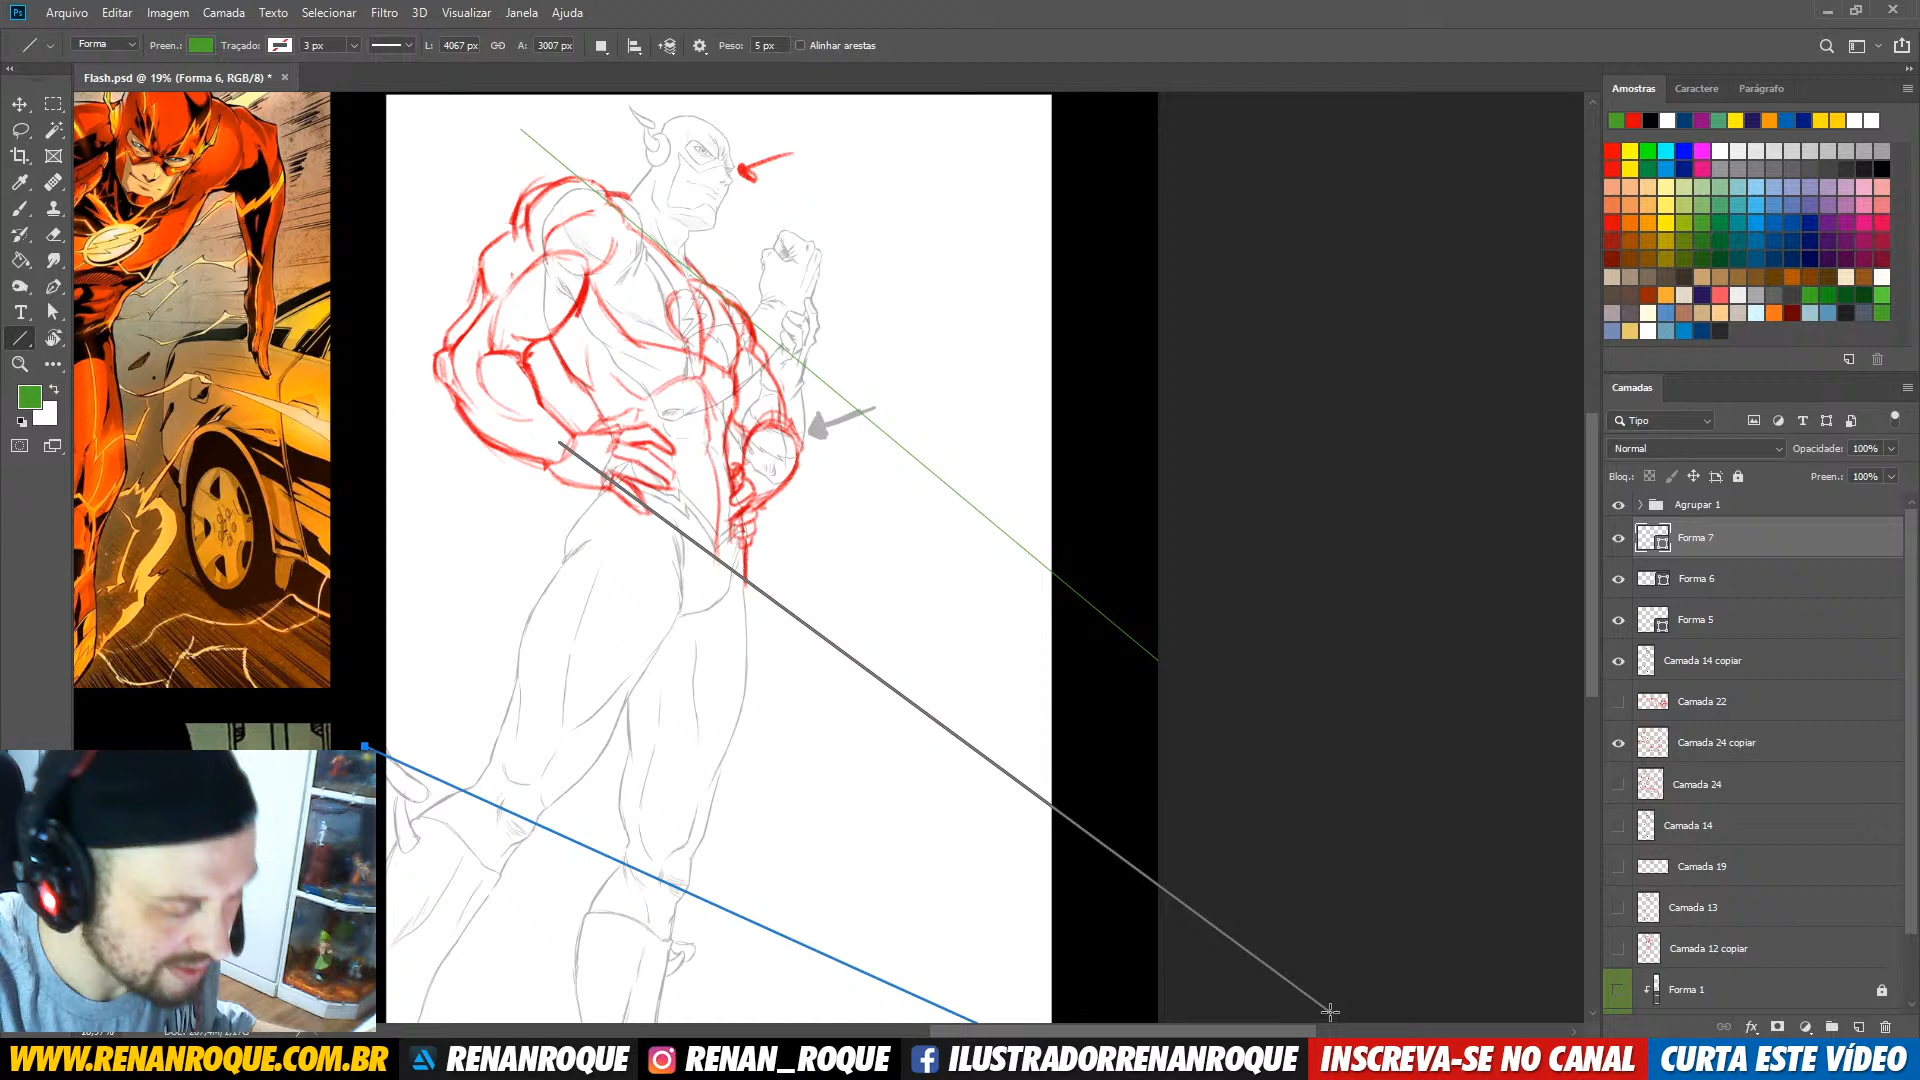 Ps Arquivo Editar Imagem Camada Texto Selecionar Filtro 3D Visualizar Janela Ajuda
Forma Preen.: Traçado: 3 px L: 4067 px A: 3007 px Peso: 5 px Alinhar arestas
Flash.psd @ 19% (Forma 6, RGB/8) *
Amostras Caractere Parágrafo
Camadas
Tipo
Normal Opacidade: 100%
Bloq.: Preen.: 100%
Agrupar 1
Forma 7
Forma 6
Forma 5
Camada 14 copiar
Camada 22
Camada 24 copiar
Camada 24
Camada 14
Camada 19
Camada 13
Camada 12 copiar
Forma 1
WWW.RENANROQUE.COM.BR RENANROQUE RENAN_ROQUE ILUSTRADORRENANROQUE INSCREVA-SE NO CANAL CURTA ESTE VÍDEO